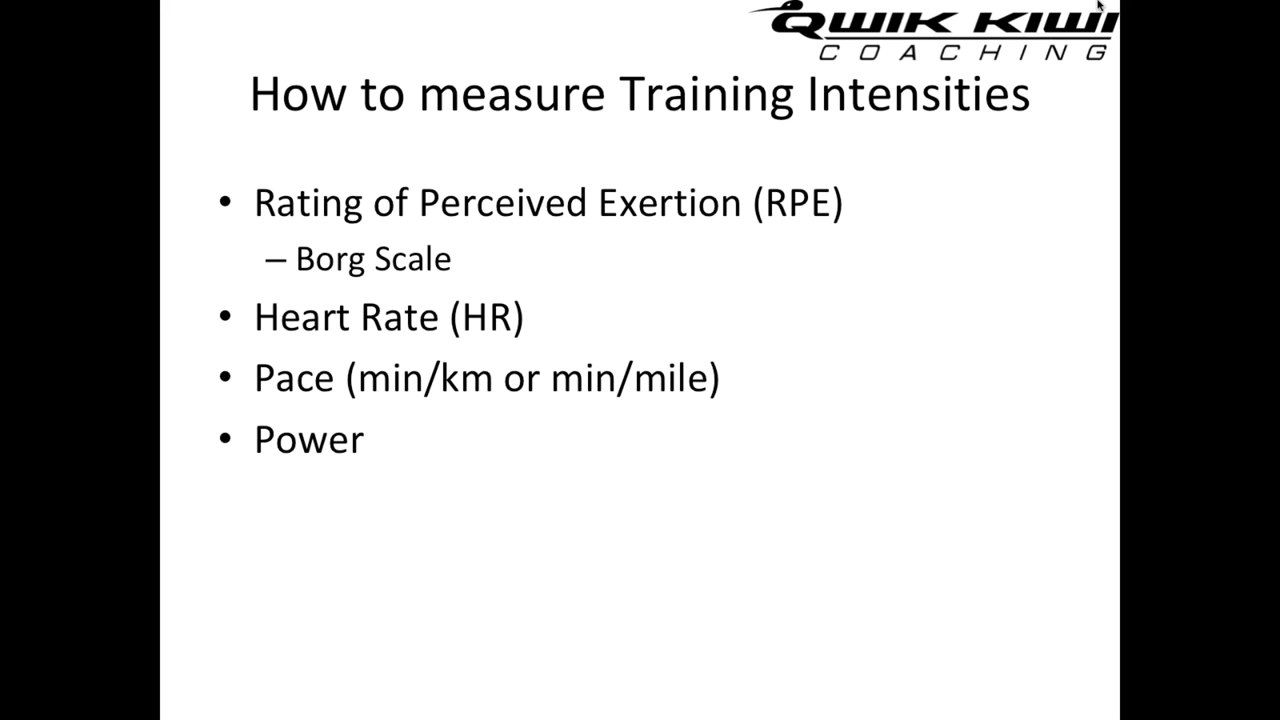 QWIK KIWI
COACHING
How to measure Training Intensities
• Rating of Perceived Exertion (RPE)
– Borg Scale
• Heart Rate (HR)
• Pace (min/km or min/mile)
• Power